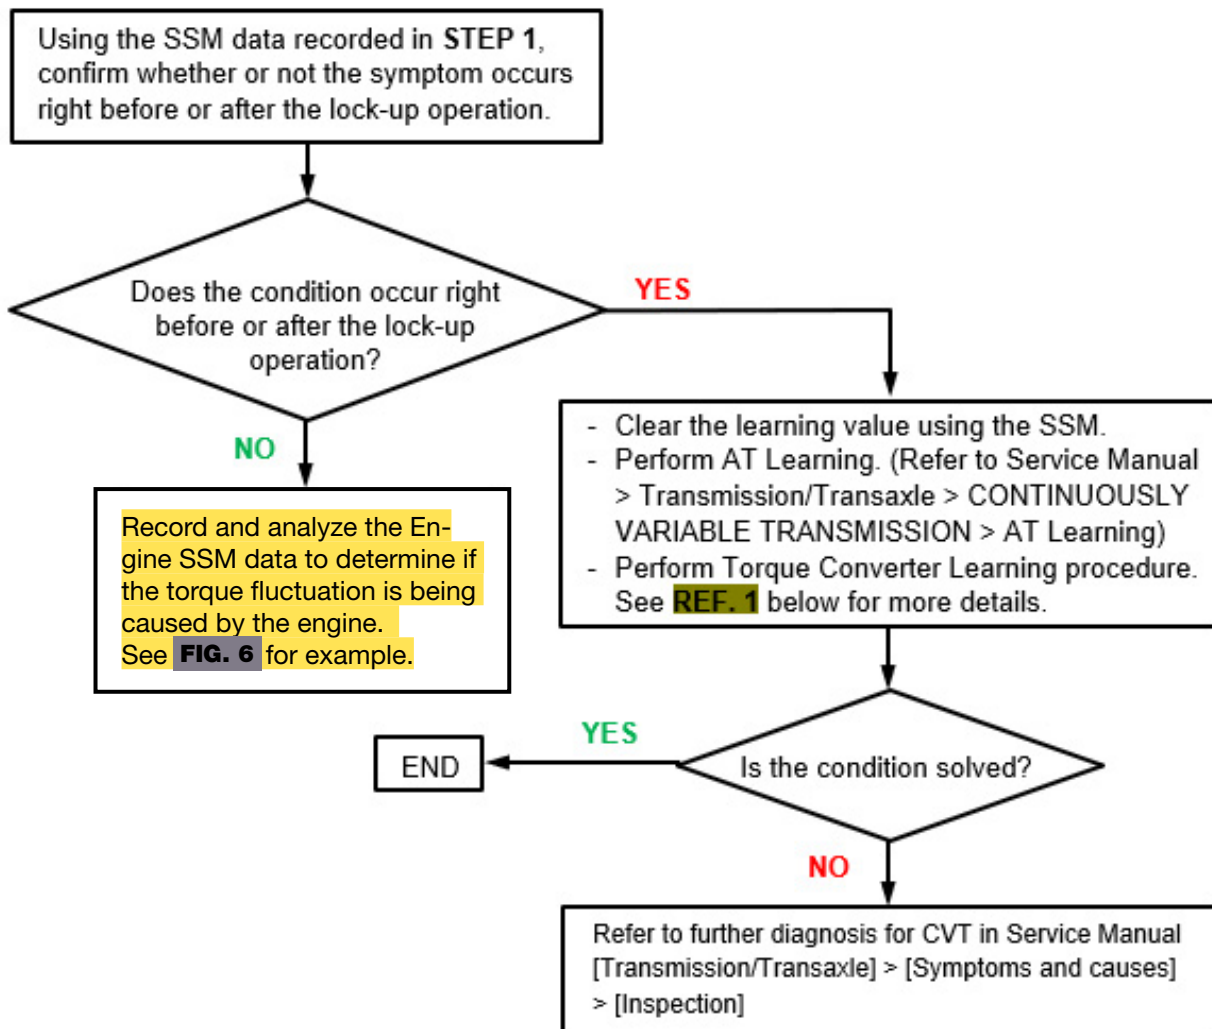 Using the SSM data recorded in STEP 1,
confirm whether or not the symptom occurs
right before or after the lock-up operation.
Does the condition occur right
before or after the lock-up
operation?
YES
NO
Record and analyze the En-
gine SSM data to determine if
the torque fluctuation is being
caused by the engine.
See FIG. 6 for example.
- Clear the learning value using the SSM.
- Perform AT Learning. (Refer to Service Manual
> Transmission/Transaxle > CONTINUOUSLY
VARIABLE TRANSMISSION > AT Learning)
- Perform Torque Converter Learning procedure.
See REF. 1 below for more details.
Is the condition solved?
YES
END
NO
Refer to further diagnosis for CVT in Service Manual
[Transmission/Transaxle] > [Symptoms and causes]
> [Inspection]